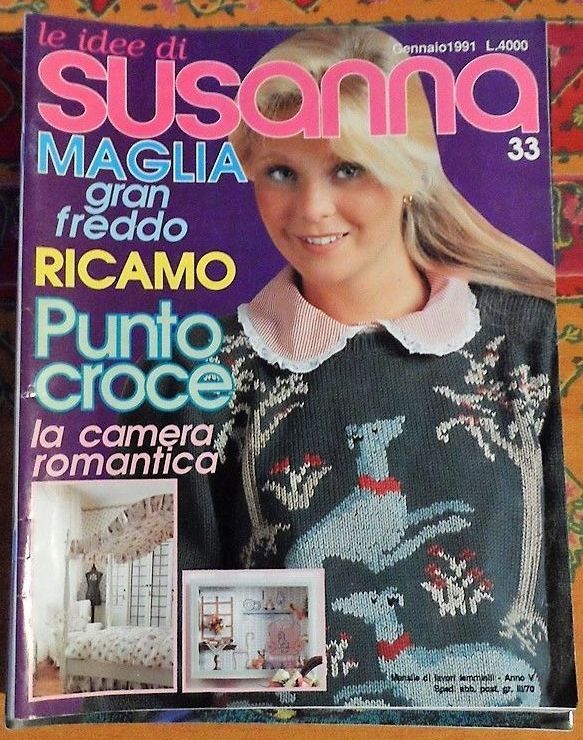 le idee di
Gennaio1991 L.4000
susanna
33
MAGLIA
gran
freddo
RICAMO
Punto
croce
la camera
romantica
Mensile di lavori femminili - Anno V
Sped. abb. post. gr. III/70